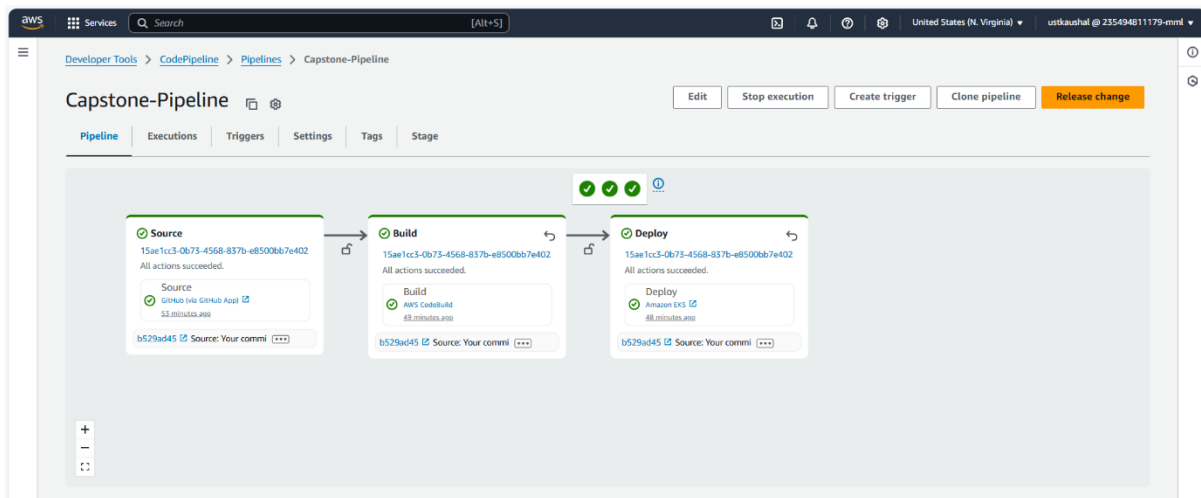 aws Services Search [Alt+S] United States (N. Virginia) ustkaushal @ 235494811179-mml
Developer Tools > CodePipeline > Pipelines > Capstone-Pipeline
Capstone-Pipeline
Edit Stop execution Create trigger Clone pipeline Release change
Pipeline Executions Triggers Settings Tags Stage
Source
15ae1cc3-0b73-4568-837b-e8500bb7e402
All actions succeeded.
Source
GitHub (via GitHub App)
53 minutes ago
b529ad45 Source: Your commi
Build
15ae1cc3-0b73-4568-837b-e8500bb7e402
All actions succeeded.
Build
AWS CodeBuild
49 minutes ago
b529ad45 Source: Your commi
Deploy
15ae1cc3-0b73-4568-837b-e8500bb7e402
All actions succeeded.
Deploy
Amazon EKS
48 minutes ago
b529ad45 Source: Your commi